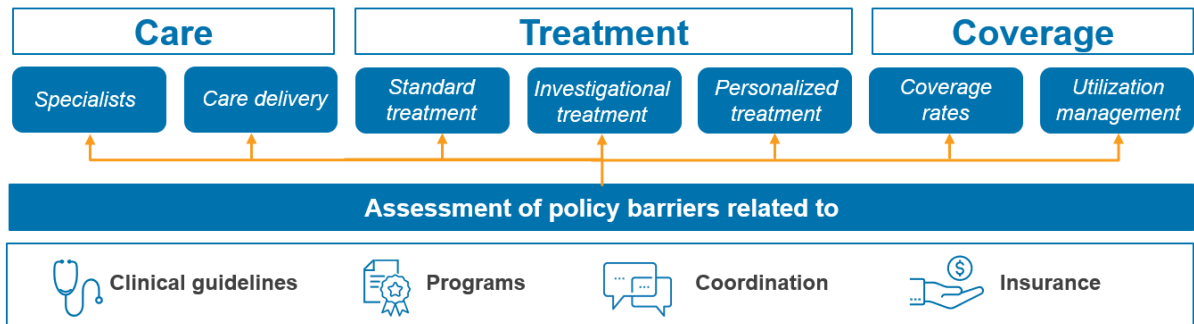 Care
Treatment
Coverage
Specialists
Care delivery
Standard
treatment
Investigational
treatment
Personalized
treatment
Coverage
rates
Utilization
management
Assessment of policy barriers related to
Clinical guidelines
Programs
Coordination
$
Insurance